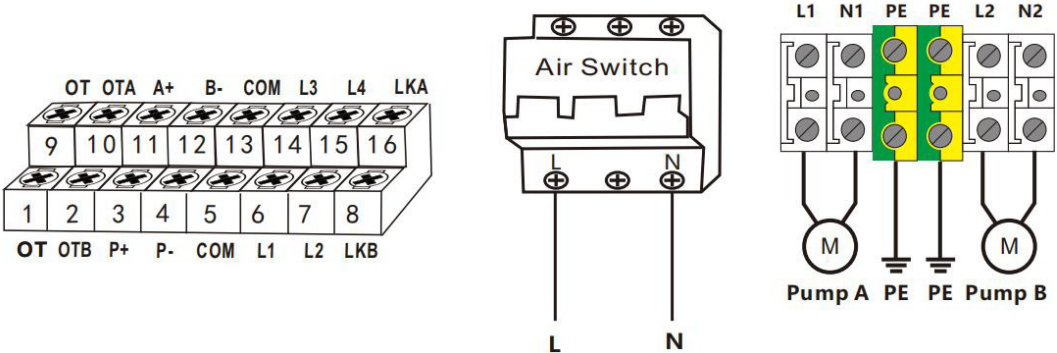 OT OTA A+ B- COM L3 L4 LKA
9 10 11 12 13 14 15 16
1 2 3 4 5 6 7 8
OT OTB P+ P- COM L1 L2 LKB
Air Switch
L N
L N
L1 N1 PE PE L2 N2
M M
Pump A PE PE Pump B